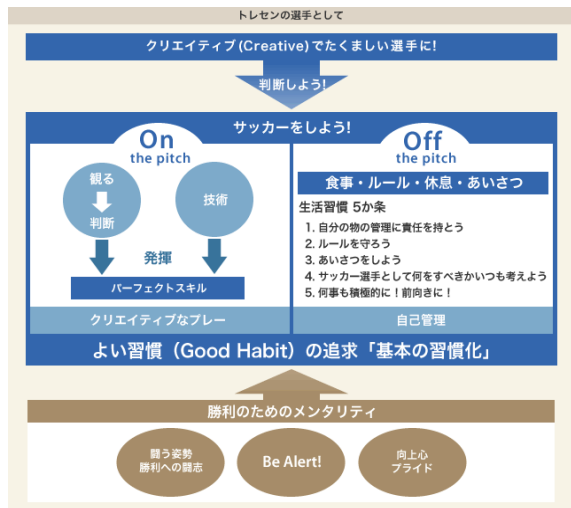 トレセンの選手として
クリエイティブ(Creative)でたくましい選手に!
判断しよう!
サッカーをしよう!
On
the pitch
観る
判断
技術
発揮
パーフェクトスキル
クリエイティブなプレー
Off
the pitch
食事・ルール・休息・あいさつ
生活習慣 5か条
1. 自分の物の管理に責任を持とう
2. ルールを守ろう
3. あいさつをしよう
4. サッカー選手として何をすべきかいつも考えよう
5. 何事も積極的に!前向きに!
自己管理
よい習慣(Good Habit)の追求「基本の習慣化」
勝利のためのメンタリティ
闘う姿勢
勝利への闘志
Be Alert!
向上心
プライド